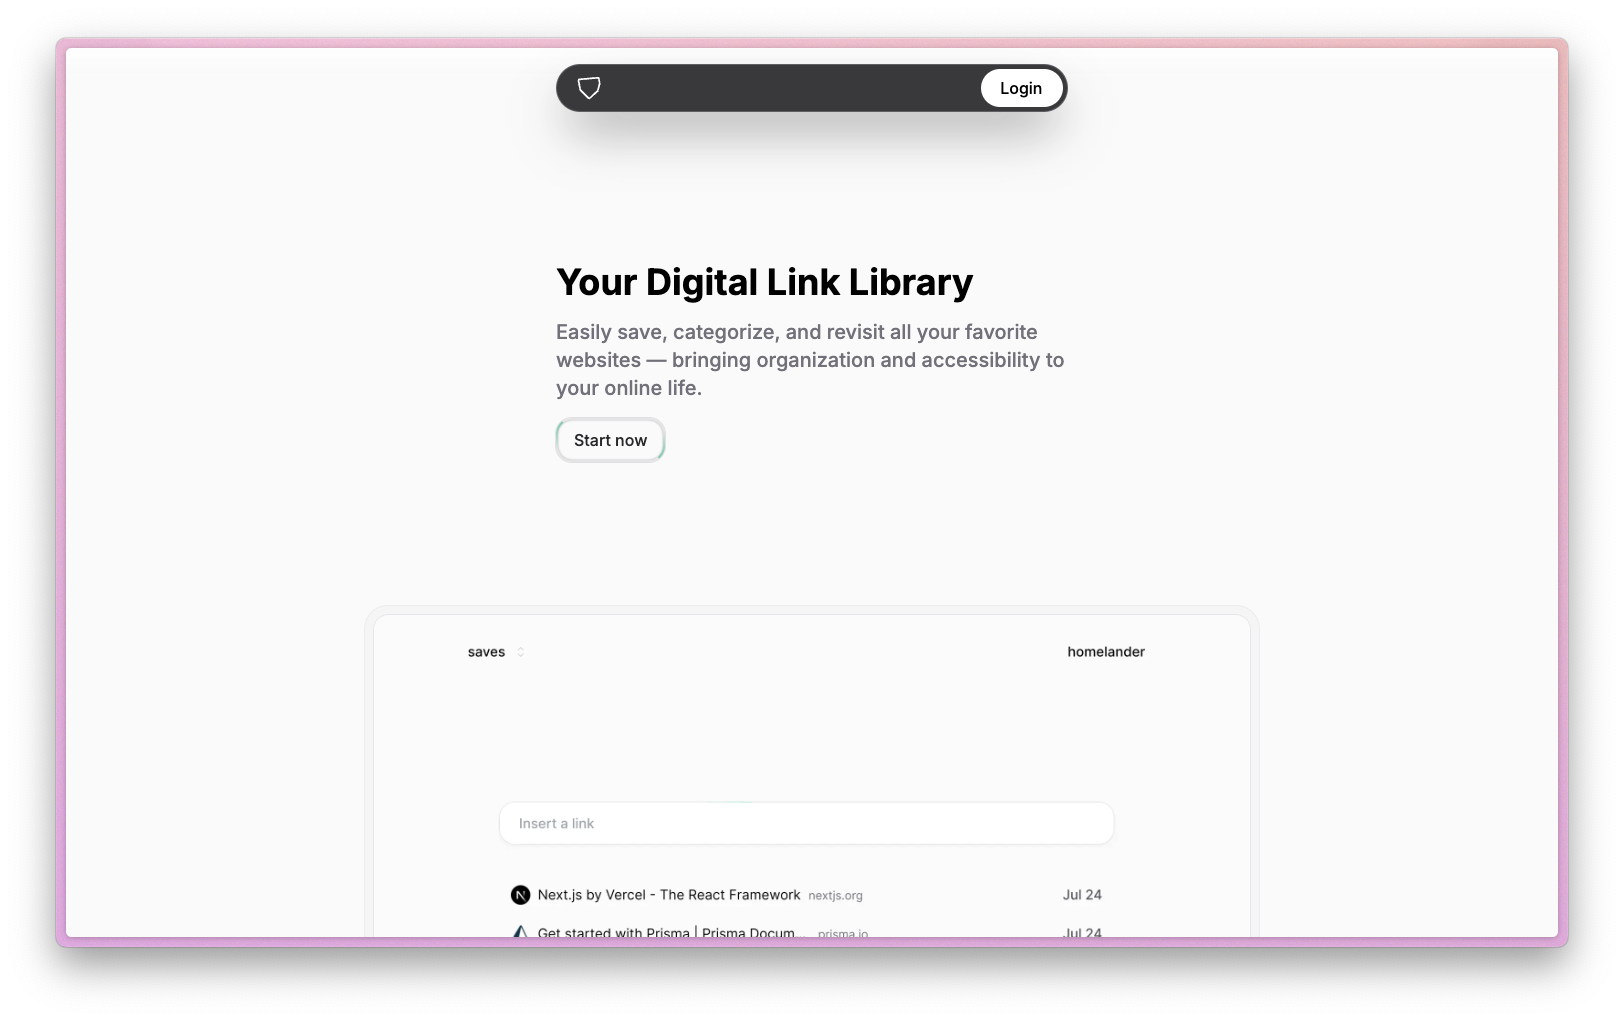 Login
Your Digital Link Library
Easily save, categorize, and revisit all your favorite
websites — bringing organization and accessibility to
your online life.
Start now
saves homelander
Insert a link
Next.js by Vercel - The React Framework nextjs.org Jul 24
Get started with Prisma | Prisma Docum... prisma.io Jul 24